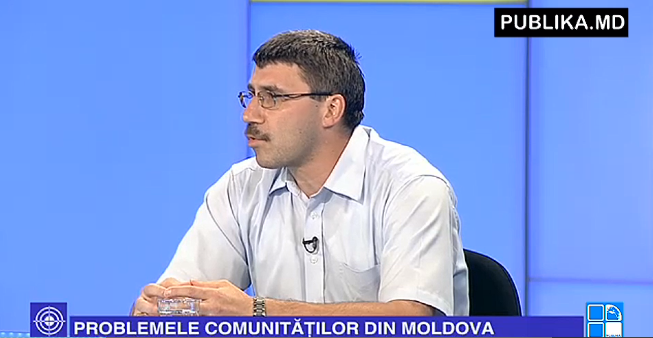 PUBLIKA.MD
PROBLEMELE COMUNITĂȚILOR DIN MOLDOVA